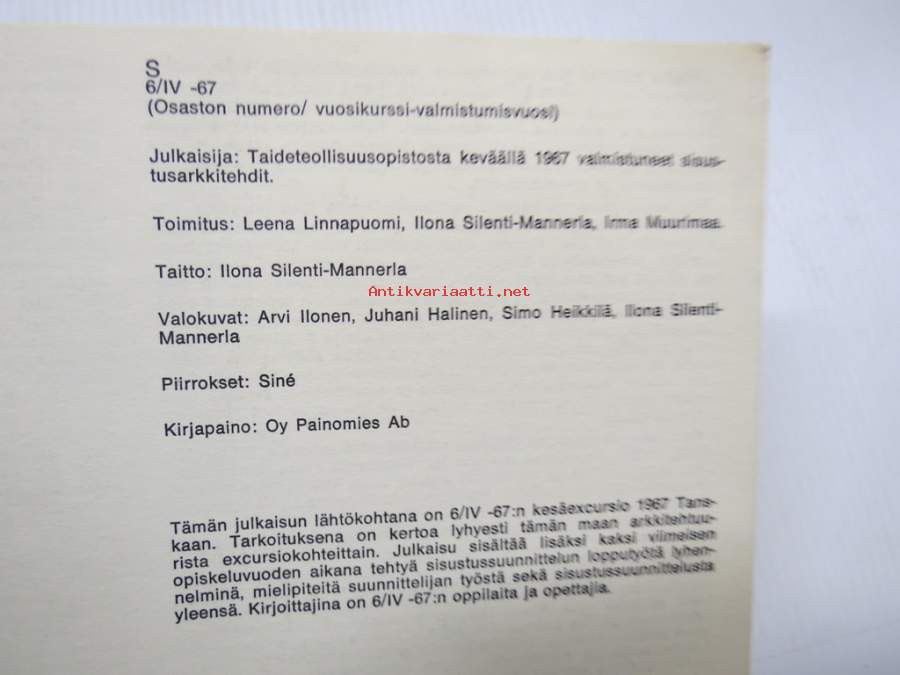 S
6/IV -67
(Osaston numero/ vuosikurssi-valmistumisvuosi)
Julkaisija: Taideteollisuusopistosta keväällä 1967 valmistuneet sisus-
tusarkkitehdit.
Toimitus: Leena Linnapuomi, Ilona Silenti-Mannerla, Irma Muurimaa.
Taitto: Ilona Silenti-Mannerla
Antikvariaatti.net
Valokuvat: Arvi Ilonen, Juhani Halinen, Simo Heikkilä, Ilona Silenti-
Mannerla
Piirrokset: Siné
Kirjapaino: Oy Painomies Ab
Tämän julkaisun lähtökohtana on 6/IV -67:n kesäexcursio 1967 Tans-
kaan. Tarkoituksena on kertoa lyhyesti tämän maan arkkitehtuu-
rista excursiokohteittain. Julkaisu sisältää lisäksi kaksi viimeisen
opiskeluvuoden aikana tehtyä sisustussuunnittelun lopputyötä lyhen-
nelminä, mielipiteitä suunnittelijan työstä sekä sisustussuunnittelusta
yleensä. Kirjoittajina on 6/IV -67:n oppilaita ja opettajia.